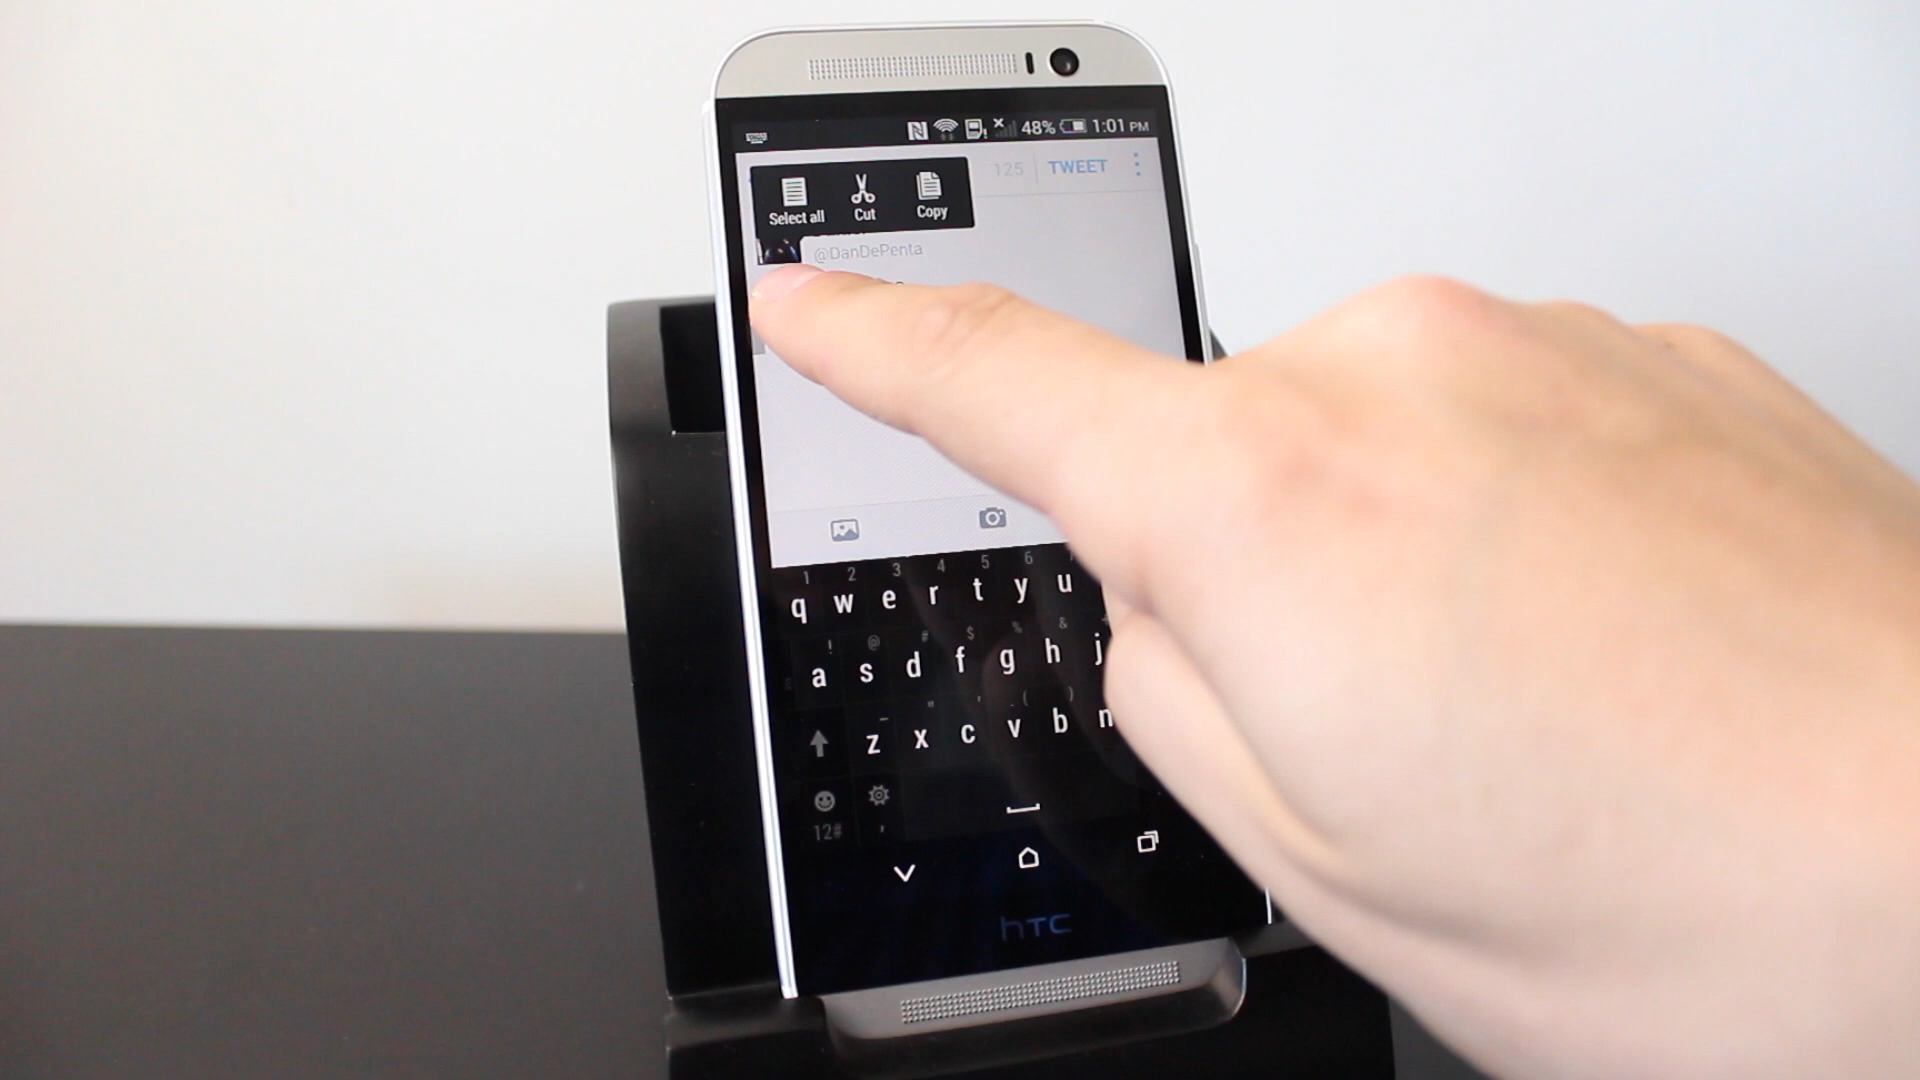 48% 1:01 PM
125 TWEET
Select all Cut Copy
@DanDePenta
1 2 3 4 5 6
q w e r t y u
! @ # $ % &
a s d f g h j
z x c v b n
12#
hTC